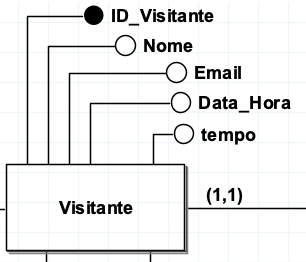 ID_Visitante
Nome
Email
Data_Hora
tempo
(1,1)
Visitante